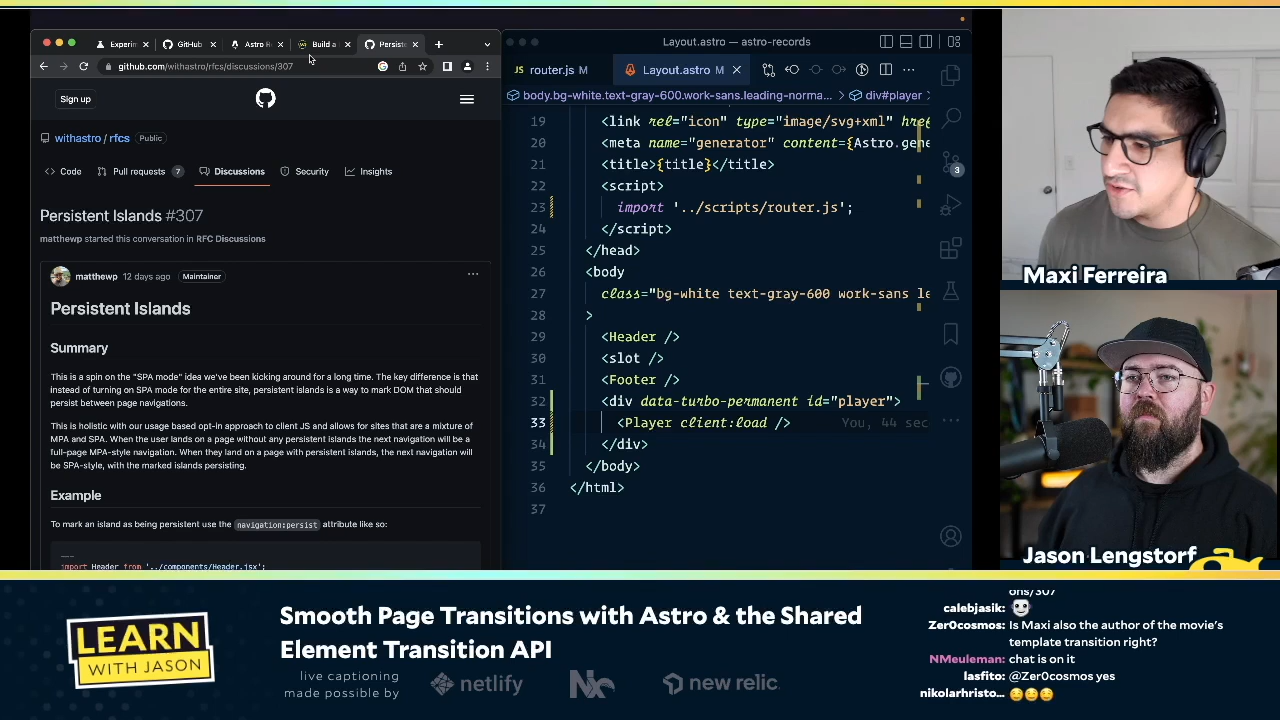 Experim
GitHub
Astro R
Build a
Persist
github.com/withastro/rfcs/discussions/307
Sign up
withastro / rfcs Public
Code
Pull requests 7
Discussions
Security
Insights
Persistent Islands #307
matthewp started this conversation in RFC Discussions
matthewp 12 days ago Maintainer
Persistent Islands
Summary
This is a spin on the "SPA mode" idea we've been kicking around for a long time. The key difference is that
instead of turning on SPA mode for the entire site, persistent islands is a way to mark DOM that should
persist between page navigations.
This is holistic with our usage based opt-in approach to client JS and allows for sites that are a mixture of
MPA and SPA. When the user lands on a page without any persistent islands the next navigation will be a
full-page MPA-style navigation. When they land on a page with persistent islands, the next navigation will
be SPA-style, with the marked islands persisting.
Example
To mark an island as being persistent use the navigation:persist attribute like so:
---
import Header from '../components/Header.jsx';
Layout.astro — astro-records
router.js M
Layout.astro M
body.bg-white.text-gray-600.work-sans.leading-norma... > div#player
19 <link rel="icon" type="image/svg+xml" href
20 <meta name="generator" content={Astro.gene
21 <title>{title}</title>
22 <script>
23 import '../scripts/router.js';
24 </script>
25 </head>
26 <body
27 class="bg-white text-gray-600 work-sans le
28 >
29 <Header />
30 <slot />
31 <Footer />
32 <div data-turbo-permanent id="player">
33 <Player client:load /> You, 44 sec
34 </div>
35 </body>
36 </html>
37
3
Maxi Ferreira
Jason Lengstorf
LEARN
WITH JASON
Smooth Page Transitions with Astro & the Shared
Element Transition API
live captioning
made possible by
netlify
new relic.
ons/307
calebjasik:
Zer0cosmos: Is Maxi also the author of the movie's
template transition right?
NMeuleman: chat is on it
lasfito: @Zer0cosmos yes
nikolarhristo...